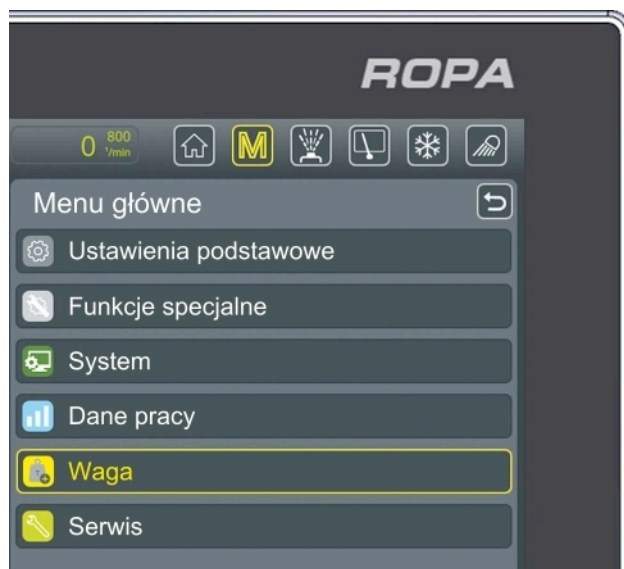 ROPA
0 800
1/min
M
Menu główne
Ustawienia podstawowe
Funkcje specjalne
System
Dane pracy
Waga
Serwis